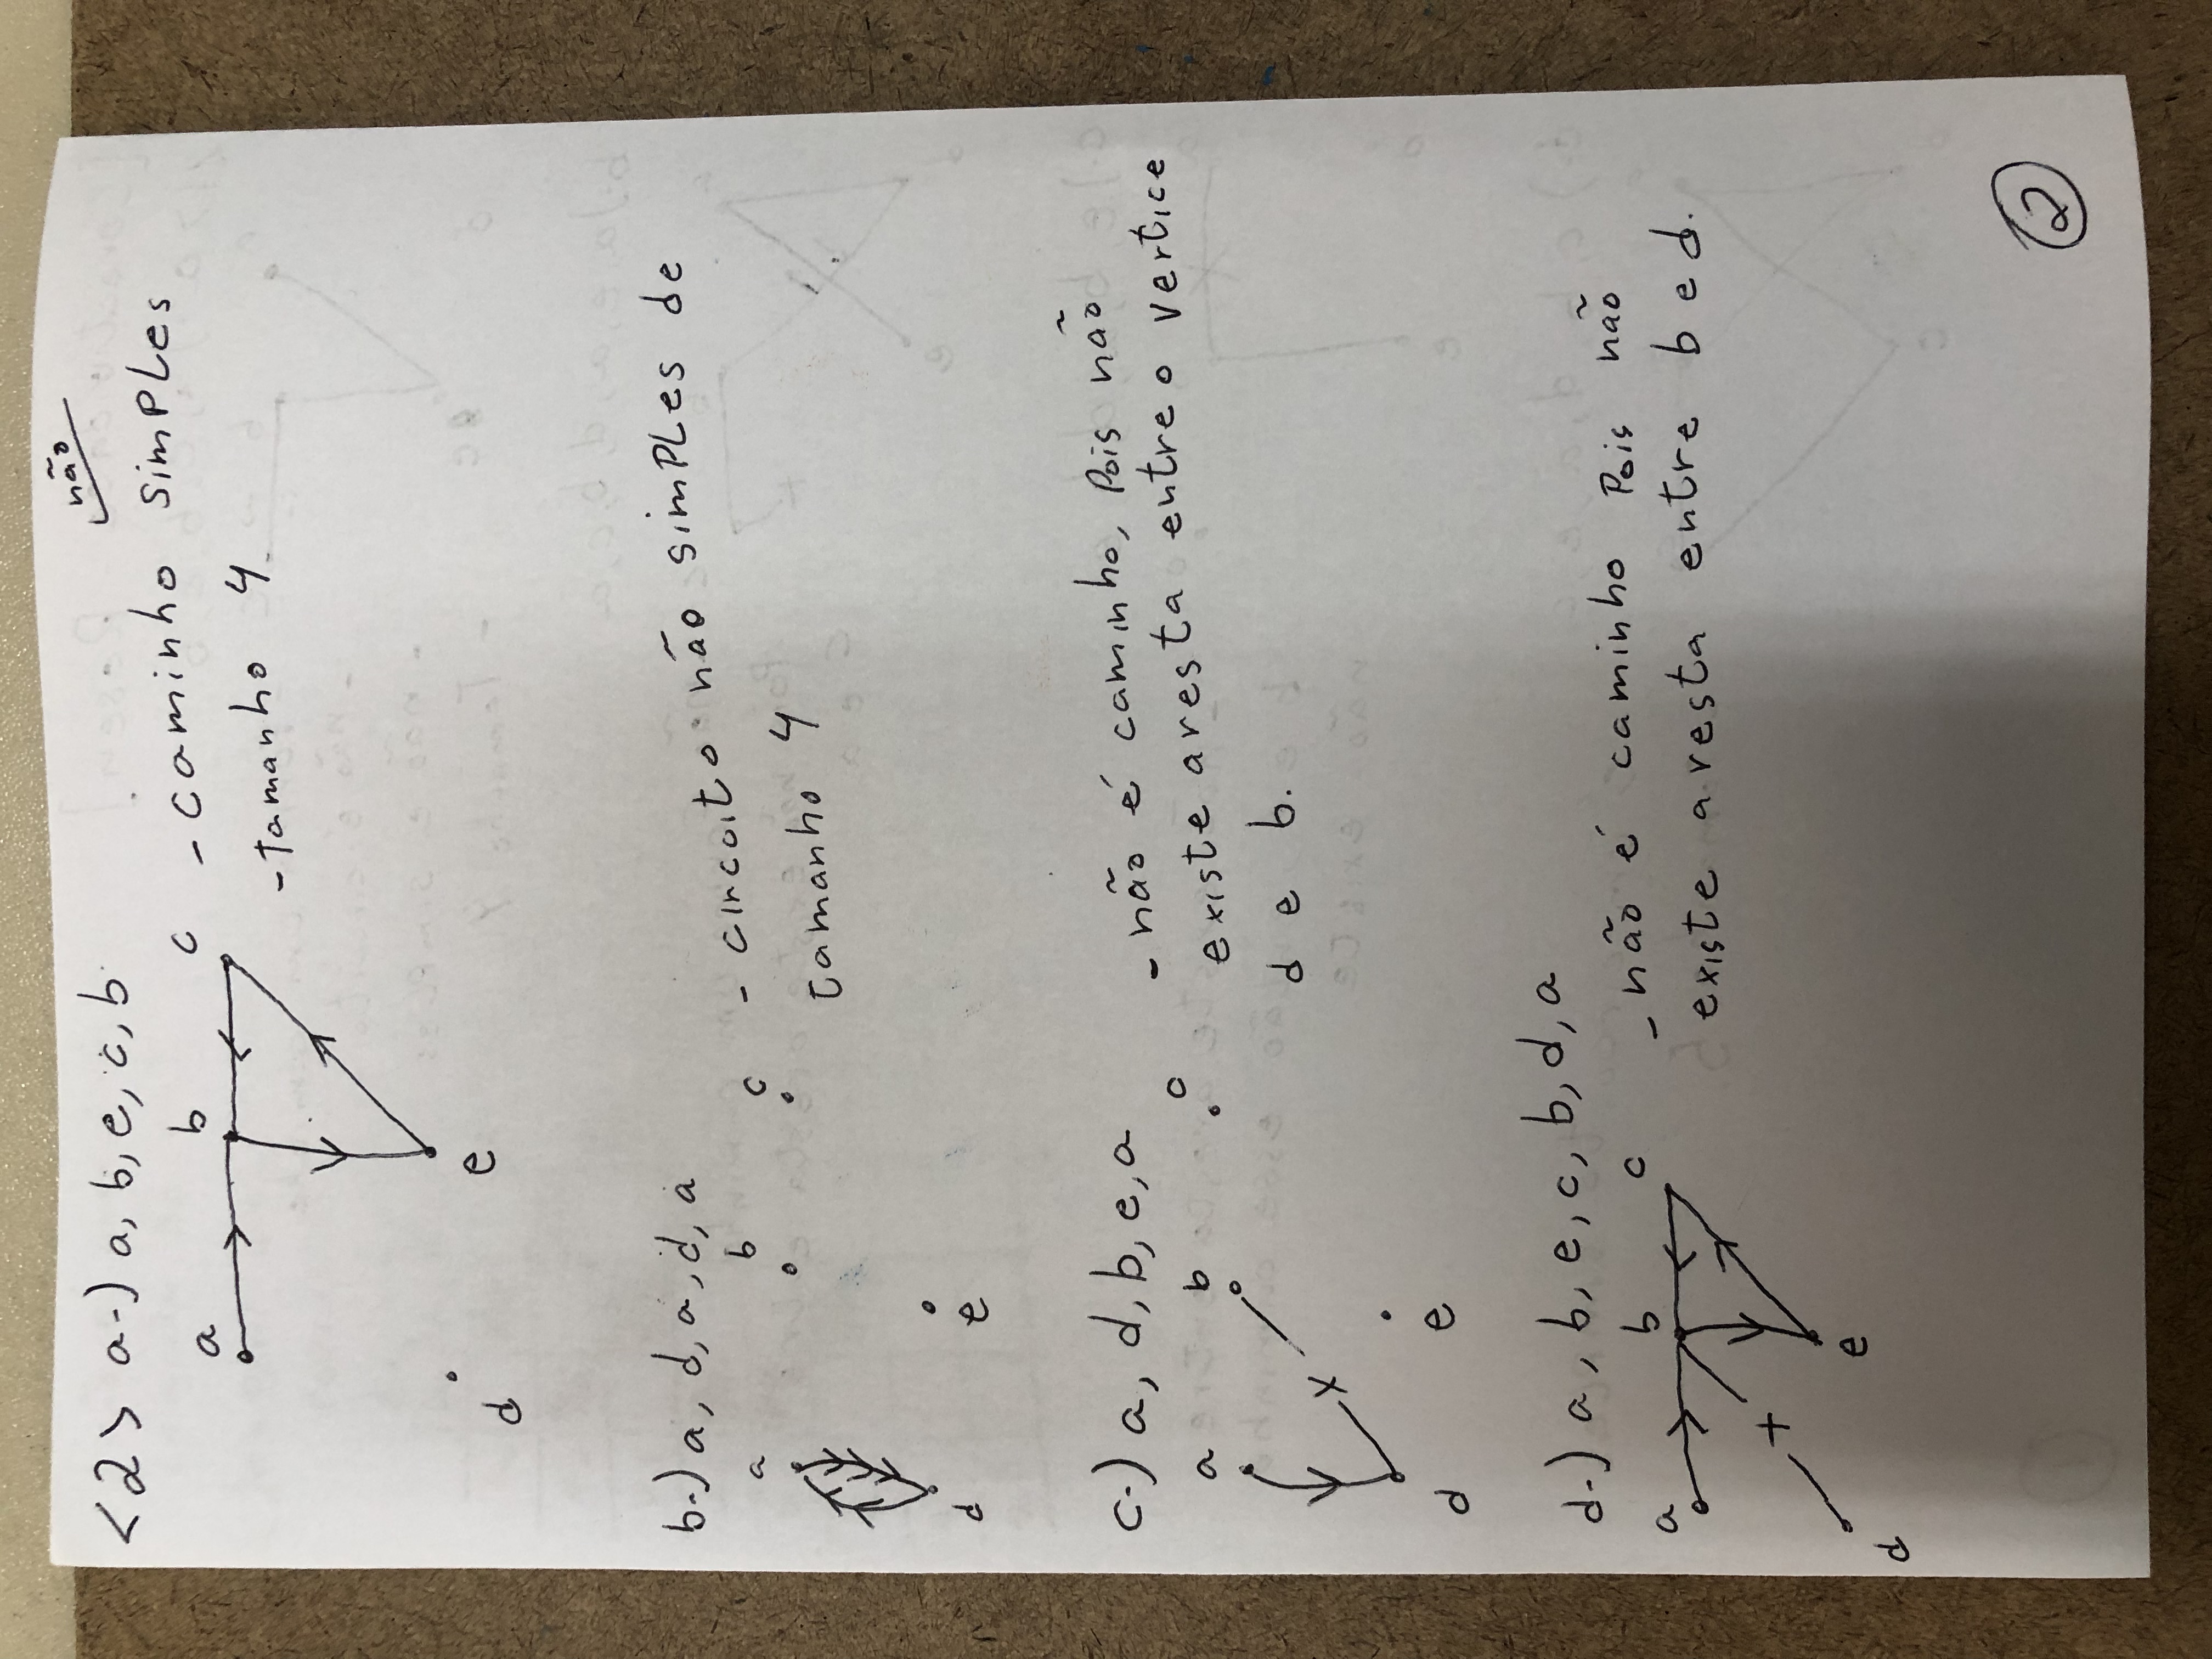 <2> a-) a, b, e, c, b
não
- caminho simples
- tamanho 4
a b c
d e
b-) a, d, a, d, a
- circuito não simples de
tamanho 4
a b c
d e
c-) a, d, b, e, a
- não é caminho, pois não
existe aresta entre o vertice
d e b.
a b c
d e
d-) a, b, e, c, b, d, a
- não é caminho pois não
existe aresta entre b e d.
a b c
d e
2